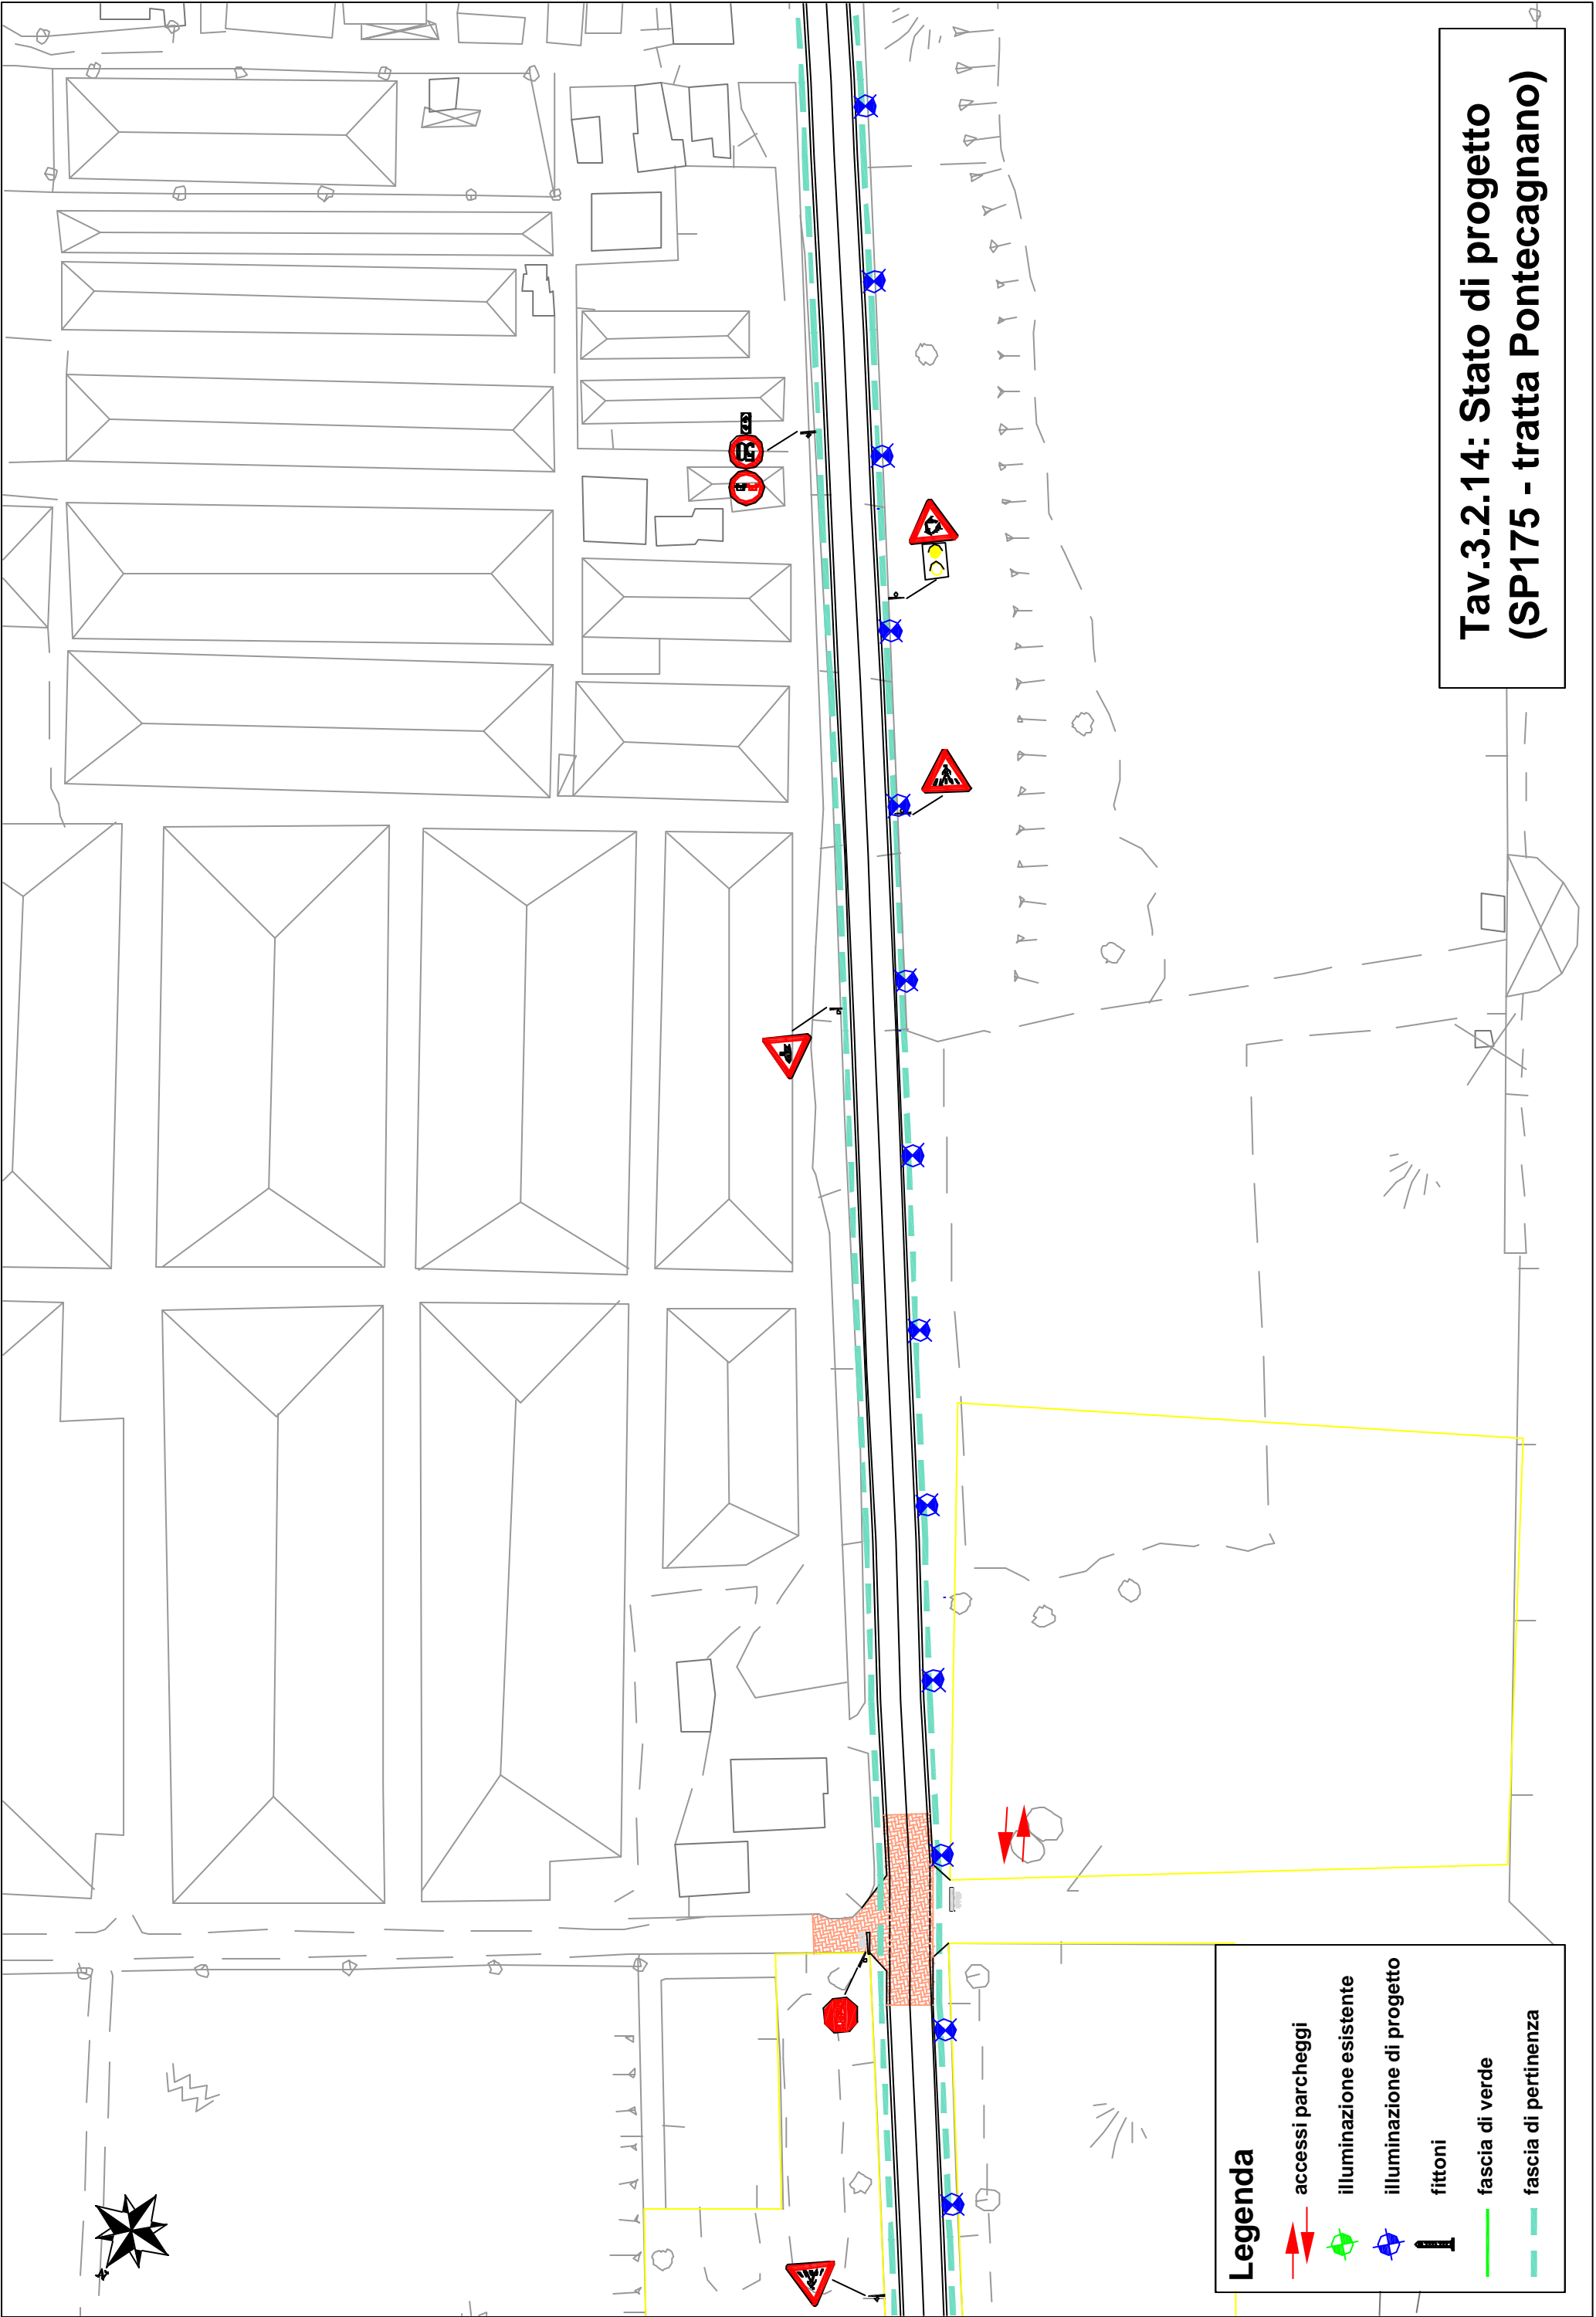 Tav.3.2.14: Stato di progetto
(SP175 - tratta Pontecagnano)
50
Legenda
accessi parcheggi
illuminazione esistente
illuminazione di progetto
fittoni
fascia di verde
fascia di pertinenza
N